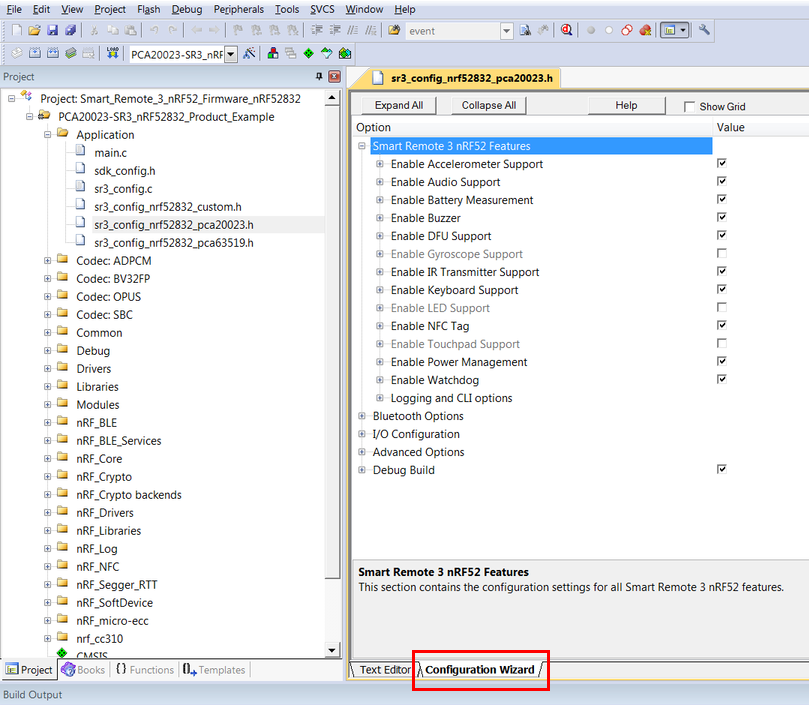 File Edit View Project Flash Debug Peripherals Tools SVCS Window Help
event
LOAD
PCA20023-SR3_nRF
Project
Project: Smart_Remote_3_nRF52_Firmware_nRF52832
PCA20023-SR3_nRF52832_Product_Example
Application
main.c
sdk_config.h
sr3_config.c
sr3_config_nrf52832_custom.h
sr3_config_nrf52832_pca20023.h
sr3_config_nrf52832_pca63519.h
Codec: ADPCM
Codec: BV32FP
Codec: OPUS
Codec: SBC
Common
Debug
Drivers
Libraries
Modules
nRF_BLE
nRF_BLE_Services
nRF_Core
nRF_Crypto
nRF_Crypto backends
nRF_Drivers
nRF_Libraries
nRF_Log
nRF_NFC
nRF_Segger_RTT
nRF_SoftDevice
nRF_micro-ecc
nrf_cc310
CMSIS
Project Books {} Functions 0 Templates
sr3_config_nrf52832_pca20023.h
Expand All Collapse All Help Show Grid
Option Value
Smart Remote 3 nRF52 Features
Enable Accelerometer Support
Enable Audio Support
Enable Battery Measurement
Enable Buzzer
Enable DFU Support
Enable Gyroscope Support
Enable IR Transmitter Support
Enable Keyboard Support
Enable LED Support
Enable NFC Tag
Enable Touchpad Support
Enable Power Management
Enable Watchdog
Logging and CLI options
Bluetooth Options
I/O Configuration
Advanced Options
Debug Build
Smart Remote 3 nRF52 Features
This section contains the configuration settings for all Smart Remote 3 nRF52 features.
Text Editor Configuration Wizard
Build Output